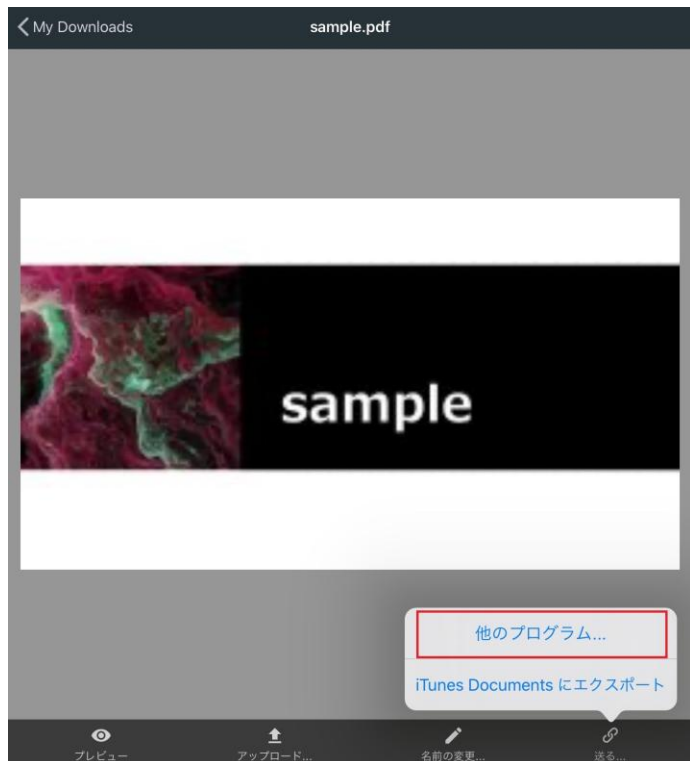 My Downloads
sample.pdf
sample
他のプログラム...
iTunes Documents にエクスポート
プレビュー
アップロード...
名前の変更...
送る...